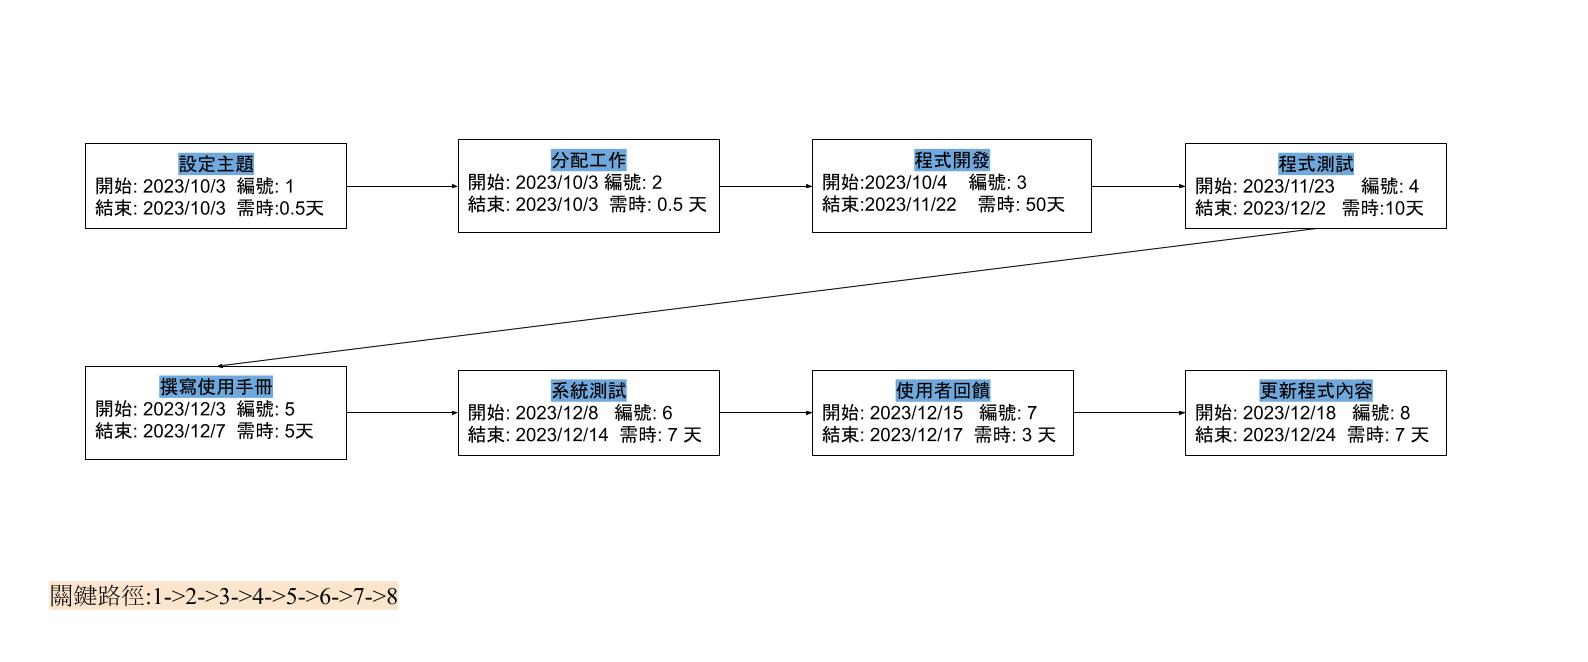 設定主題
開始: 2023/10/3  編號: 1
結束: 2023/10/3  需時:0.5天
分配工作
開始: 2023/10/3 編號: 2
結束: 2023/10/3  需時: 0.5 天
程式開發
開始:2023/10/4    編號: 3
結束:2023/11/22    需時: 50天
程式測試
開始: 2023/11/23     編號: 4
結束: 2023/12/2   需時:10天
撰寫使用手冊
開始: 2023/12/3  編號: 5
結束: 2023/12/7  需時: 5天
系統測試
開始: 2023/12/8   編號: 6
結束: 2023/12/14  需時: 7 天
使用者回饋
開始: 2023/12/15   編號: 7
結束: 2023/12/17  需時: 3 天
更新程式內容
開始: 2023/12/18   編號: 8
結束: 2023/12/24  需時: 7 天
關鍵路徑:1->2->3->4->5->6->7->8